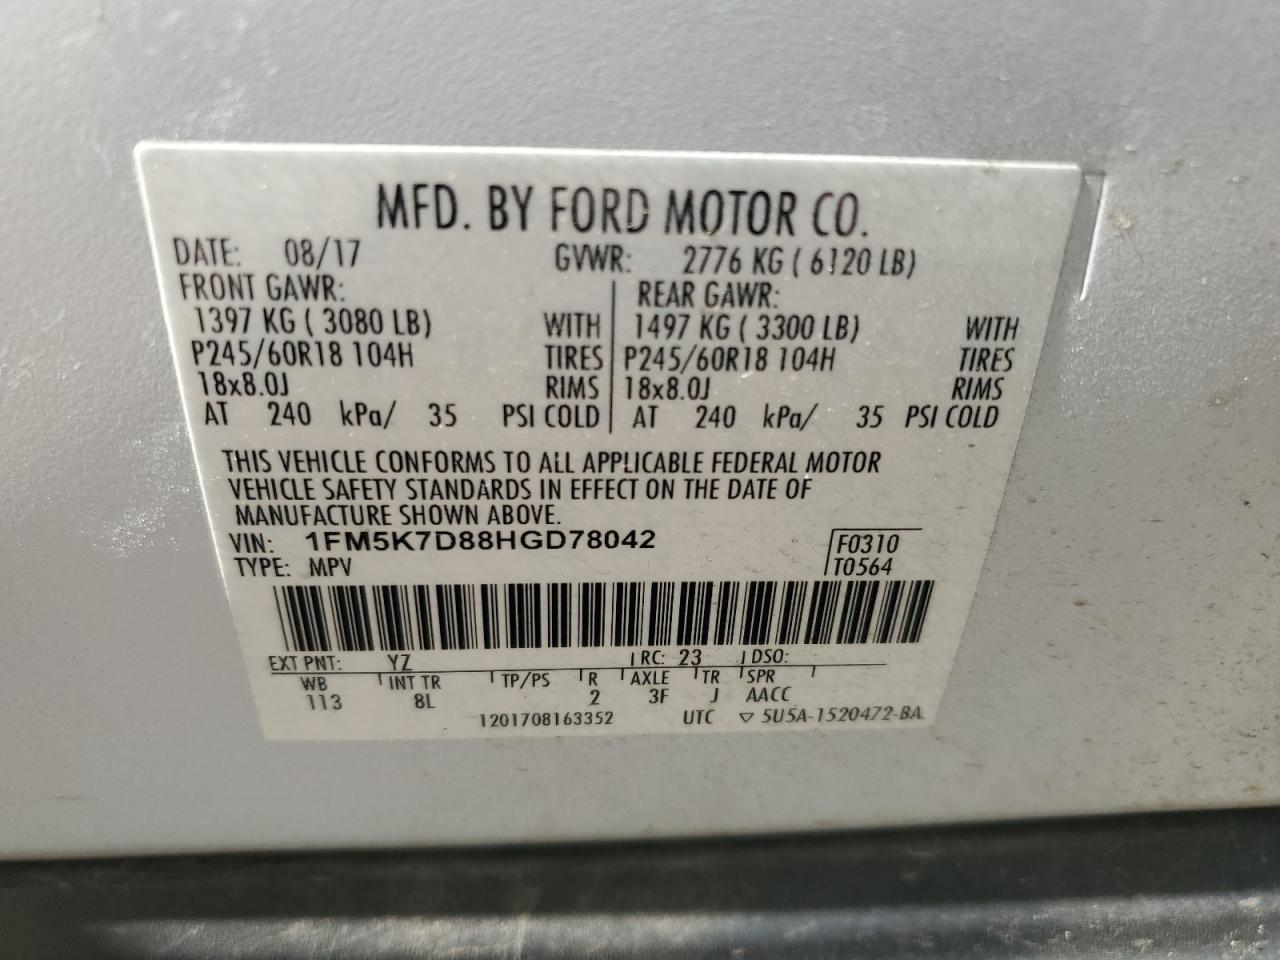 MFD. BY FORD MOTOR CO.
DATE: 08/17 GVWR: 2776 KG ( 6120 LB)
FRONT GAWR: REAR GAWR:
1397 KG ( 3080 LB) WITH 1497 KG ( 3300 LB) WITH
P245/60R18 104H TIRES P245/60R18 104H TIRES
18x8.0J RIMS 18x8.0J RIMS
AT 240 kPa/ 35 PSI COLD AT 240 kPa/ 35 PSI COLD
THIS VEHICLE CONFORMS TO ALL APPLICABLE FEDERAL MOTOR
VEHICLE SAFETY STANDARDS IN EFFECT ON THE DATE OF
MANUFACTURE SHOWN ABOVE.
VIN: 1FM5K7D88HGD78042 F0310
TYPE: MPV T0564
EXT PNT: YZ RC: 23 DSO:
WB INT TR TP/PS R AXLE TR SPR
113 8L 2 3F J AACC
1201708163352 UTC ▽ 5U5A-1520472-BA